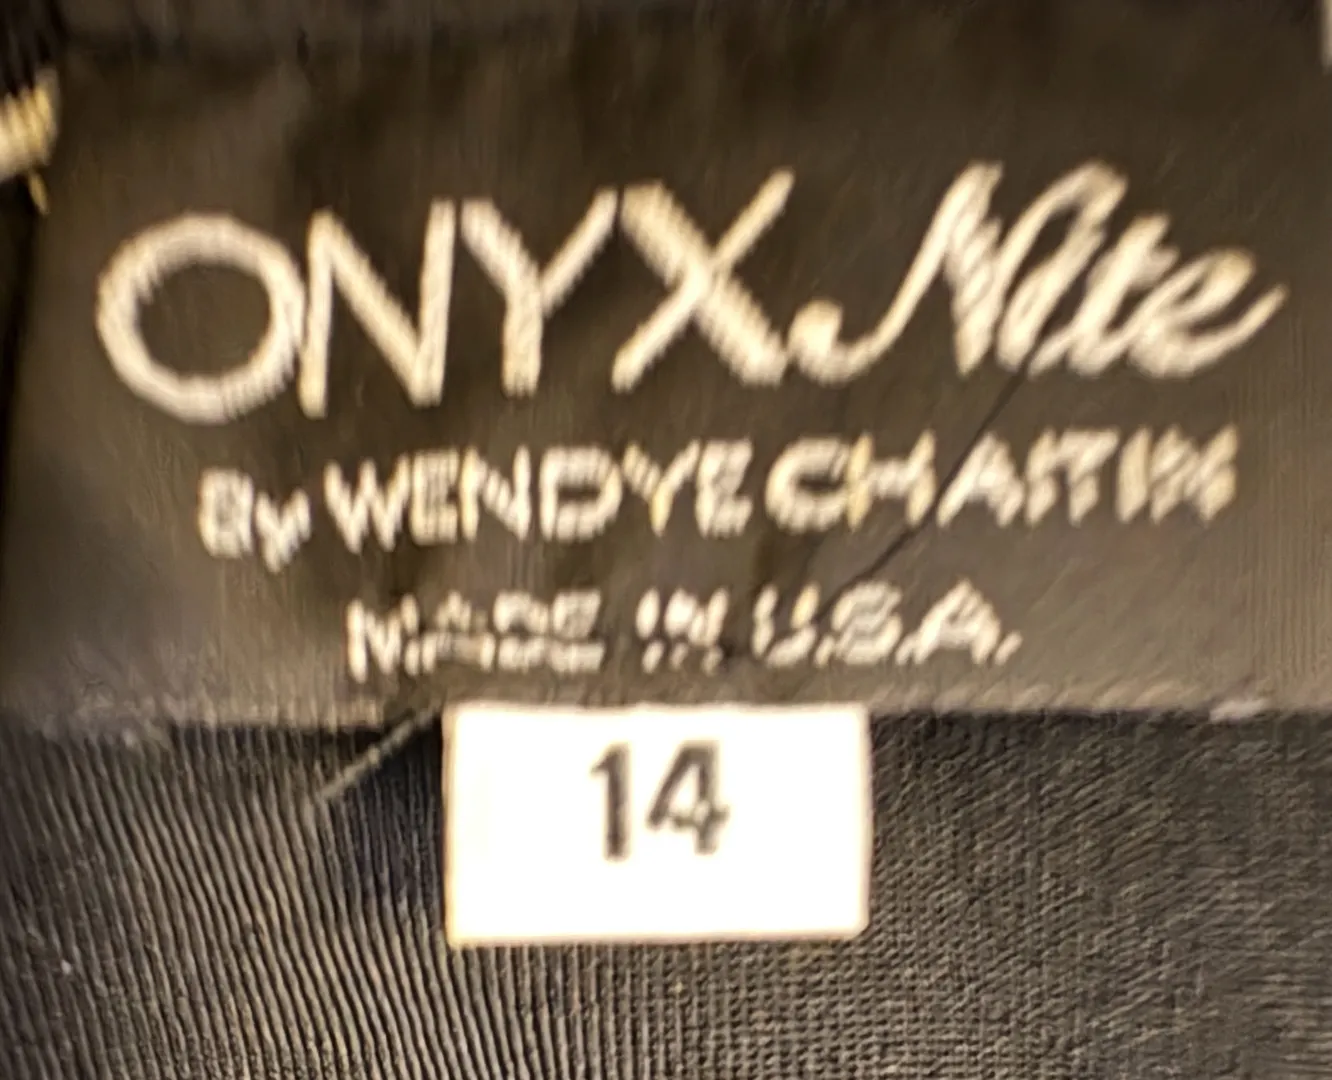 ONYX Nite
By WENDYE CHAITIN
MADE IN U.S.A.
14